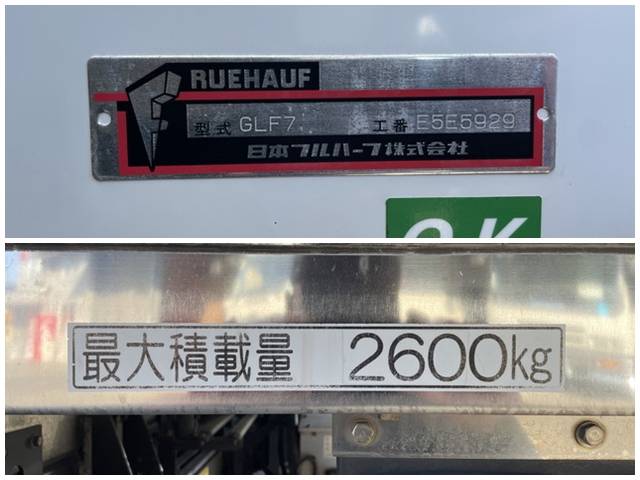 RUEHAUF
型式 GLF7 工番 E5E5929
日本フルハーフ株式会社
OK
最大積載量 2600kg